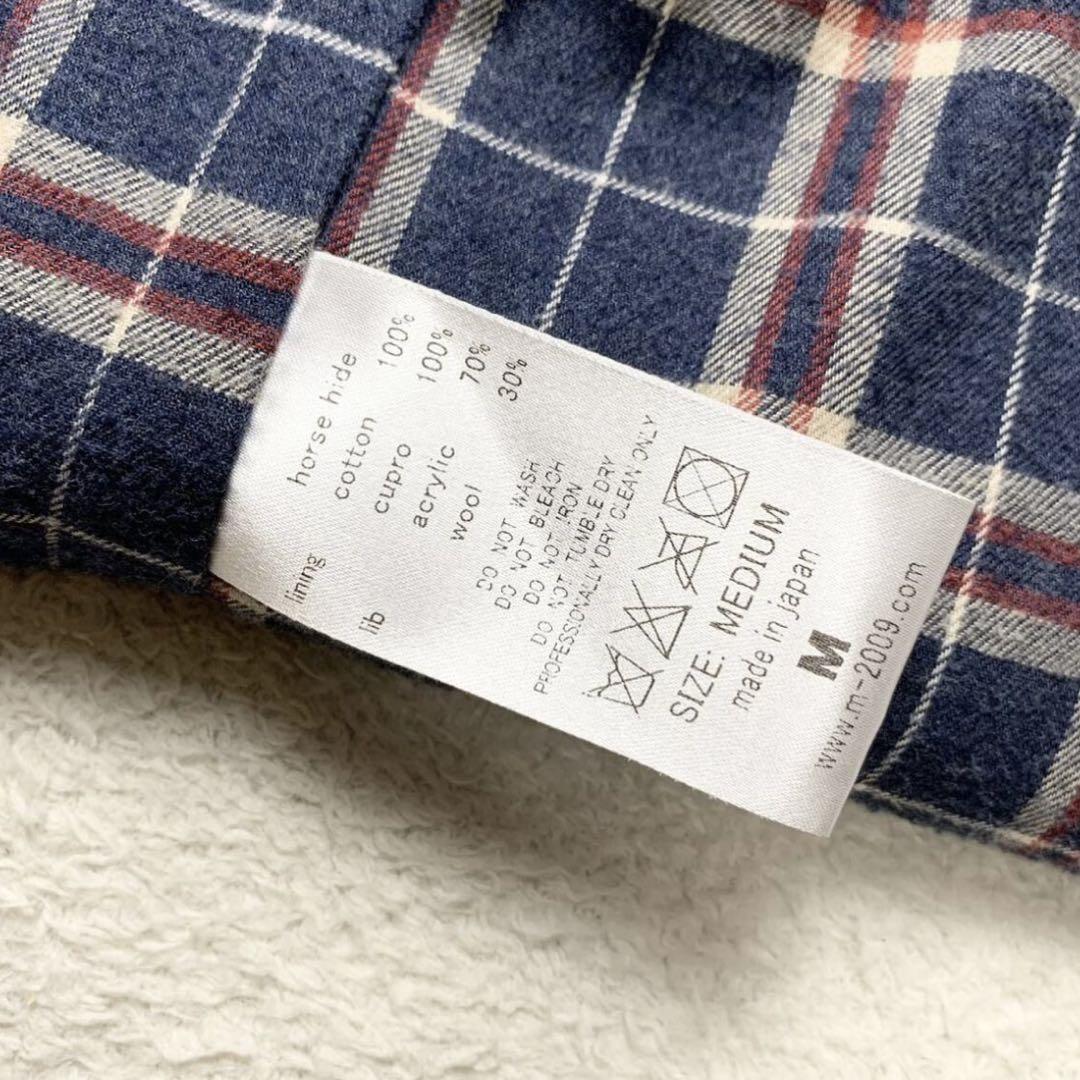 horse hide
lining cotton 100%
cupro 100%
lib acrylic 70%
wool 30%
DO NOT WASH
DO NOT BLEACH
DO NOT IRON
DO NOT TUMBLE DRY
PROFESSIONALLY DRY CLEAN ONLY
SIZE: MEDIUM
made in japan
M
www.m-2009.com